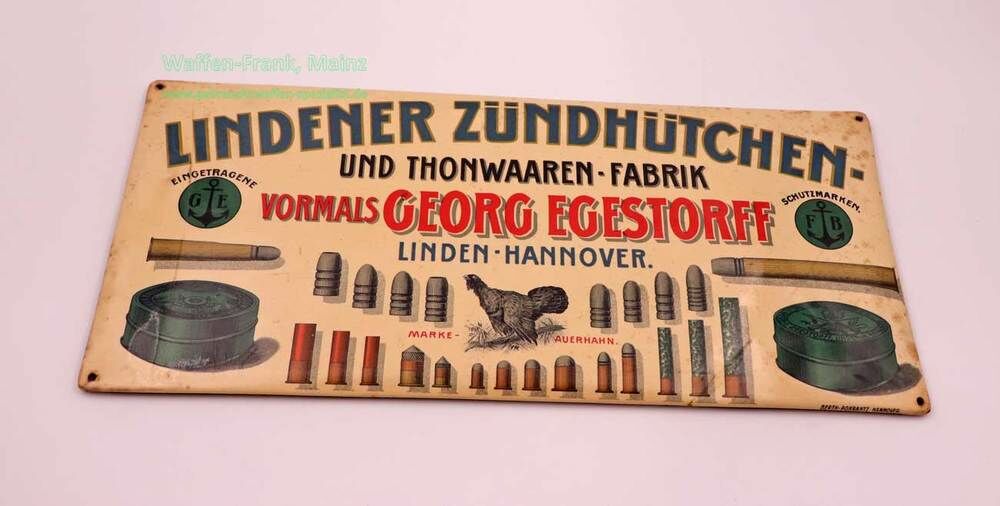 Waffen-Frank, Mainz
LINDENER ZÜNDHÜTCHEN-
UND THONWAAREN-FABRIK
EINGETRAGENE
SCHUTZMARKEN.
G E
F B
VORMALS GEORG EGESTORFF
LINDEN-HANNOVER.
MARKE-
AUERHAHN.